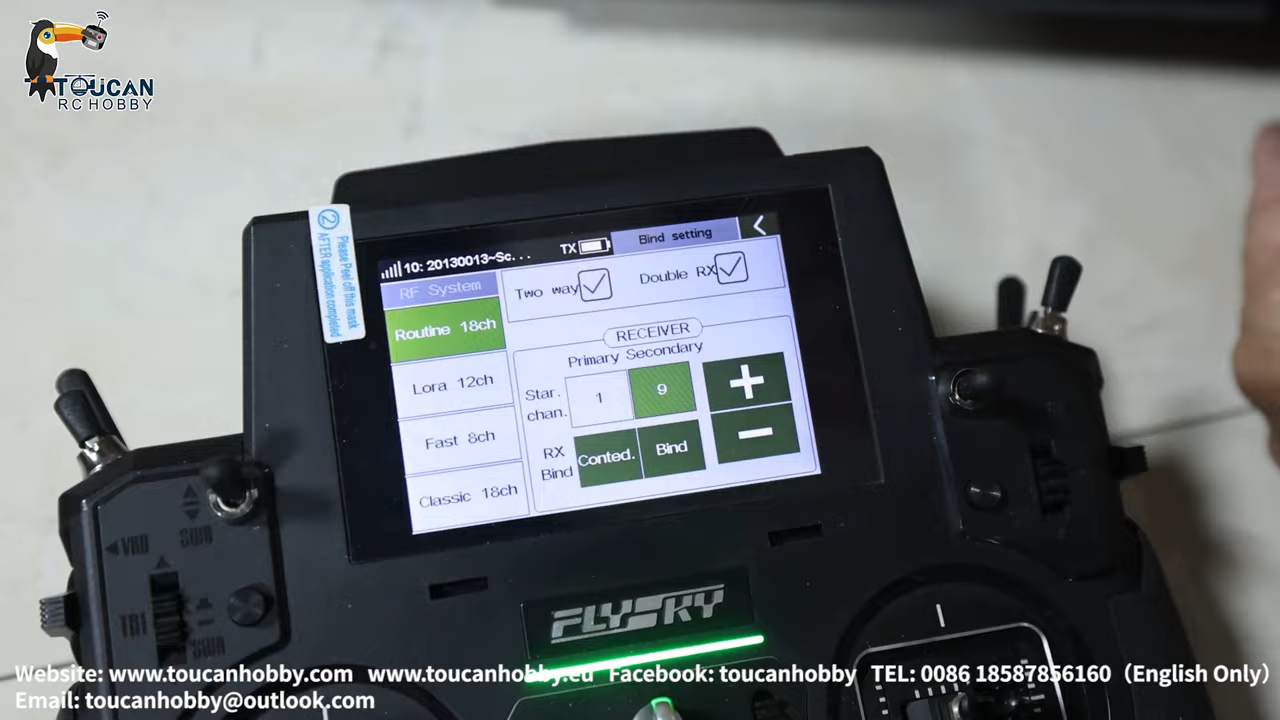 TOUCAN
RC HOBBY
②
Please Peel off this mask
AFTER application completed
10: 20130013~Sc...
TX
Bind setting
RF System
Two way
Double RX
Routine 18ch
Lora 12ch
Fast 8ch
Classic 18ch
RECEIVER
Primary Secondary
Star. chan.
1
9
RX Bind
Conted.
Bind
VRD
SWD
TR1
FLYSKY
Website: www.toucanhobby.com www.toucanhobby.eu Facebook: toucanhobby TEL: 0086 18587856160（English Only）
Email: toucanhobby@outlook.com